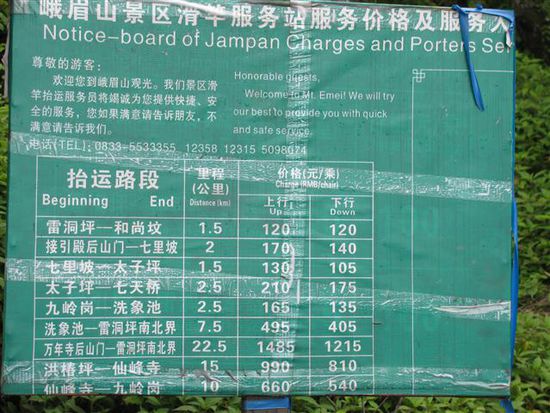 峨眉山景区滑竿服务站服务价格及服务人
Notice-board of Jampan Charges and Porters Se
尊敬的游客：
欢迎您到峨眉山观光。我们景区滑
竿抬运服务员将竭诚为您提供快捷、安
全的服务，您如果满意请告诉朋友，不
满意请告诉我们。
Honorable guests,
Welcome to Mt. Emei! We will try
our best to provide you with quick
and safe service.
电话(TEL): 0833-5533355 12358 12315 5098074
抬运路段 里程 价格(元/乘)
Beginning End (公里) Charge (RMB/chair)
Distance (km) 上行 下行
Up Down
雷洞坪—和尚坟 1.5 120 120
接引殿后山门—七里坡 2 170 140
七里坡—太子坪 1.5 130 105
太子坪—七天桥 2.5 210 175
九岭岗—洗象池 2.5 165 135
洗象池—雷洞坪南北界 7.5 495 405
万年寺后山门—雷洞坪南北界 22.5 1485 1215
洪椿坪—仙峰寺 15 990 810
仙峰寺—九岭岗 10 660 540